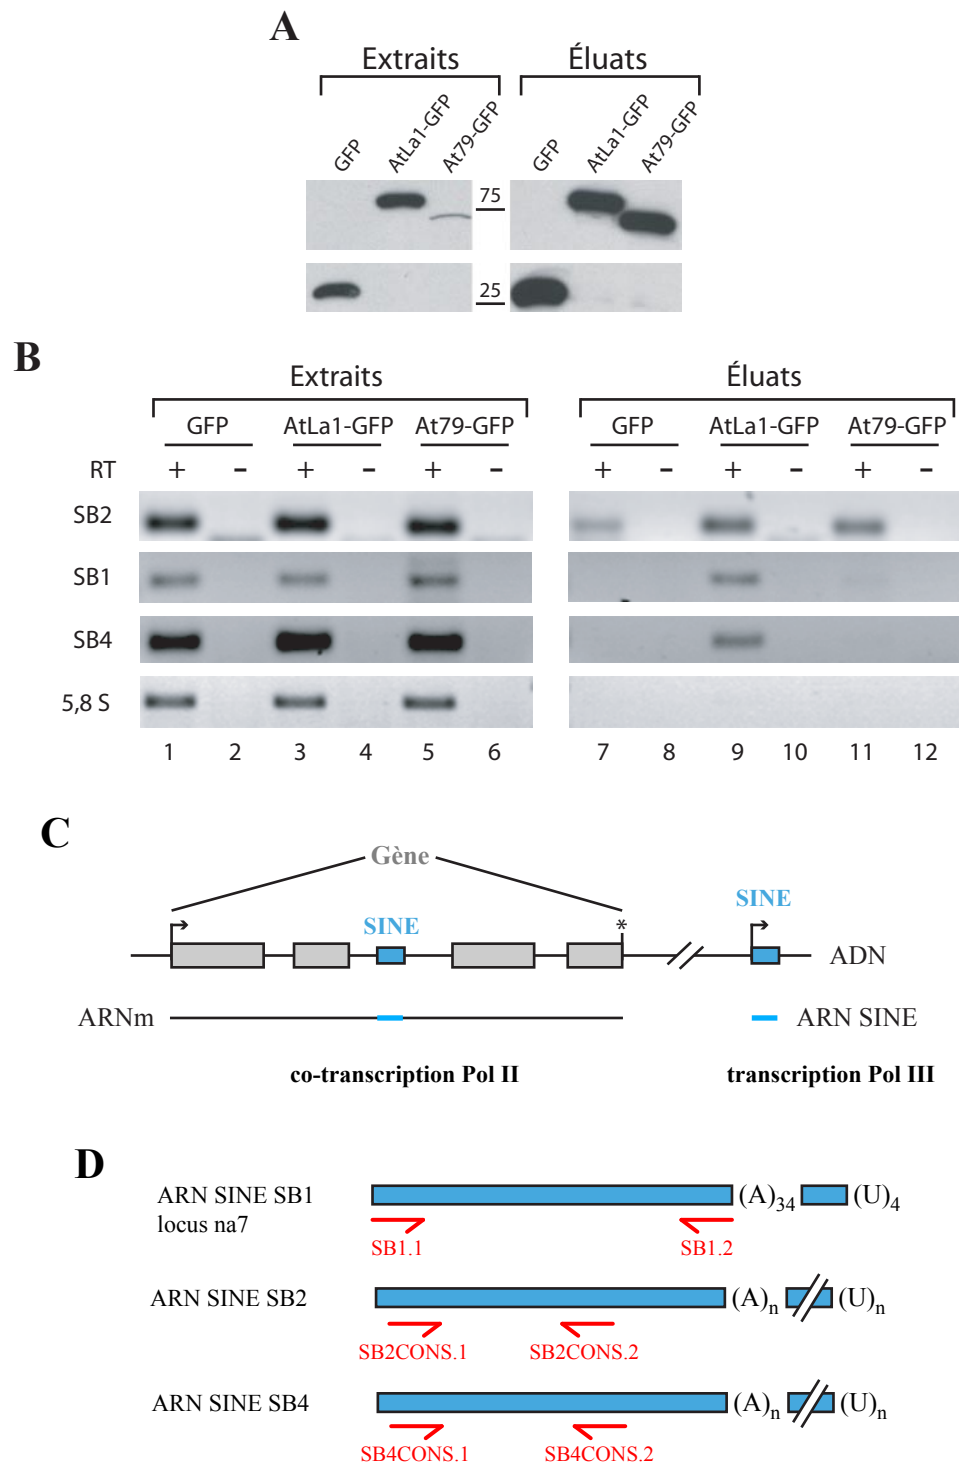 A
Extraits Éluats
GFP AtLa1-GFP At79-GFP GFP AtLa1-GFP At79-GFP
75
25
B
Extraits Éluats
GFP AtLa1-GFP At79-GFP GFP AtLa1-GFP At79-GFP
RT + - + - + - + - + - + -
SB2
SB1
SB4
5,8 S
1 2 3 4 5 6 7 8 9 10 11 12
C
Gène
SINE SINE
*
ADN
ARNm ARN SINE
co-transcription Pol II transcription Pol III
D
ARN SINE SB1 (A)34 (U)4
locus na7
SB1.1 SB1.2
ARN SINE SB2 (A)n (U)n
SB2CONS.1 SB2CONS.2
ARN SINE SB4 (A)n (U)n
SB4CONS.1 SB4CONS.2